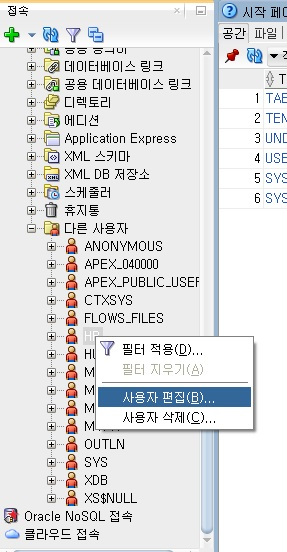 접속
시작 페
공간 파일
공용 데이터베이스 링크
데이터베이스 링크
디렉토리
에디션
Application Express
XML 스키마
XML DB 저장소
스케줄러
휴지통
다른 사용자
ANONYMOUS
APEX_040000
APEX_PUBLIC_USER
CTXSYS
FLOWS_FILES
HR
필터 적용(D)...
필터 지우기(A)
사용자 편집(B)...
사용자 삭제(C)...
OUTLN
SYS
XDB
XS$NULL
Oracle NoSQL 접속
클라우드 접속
T
1 TAE
2 TEN
3 UND
4 USE
5 SYS
6 SYS